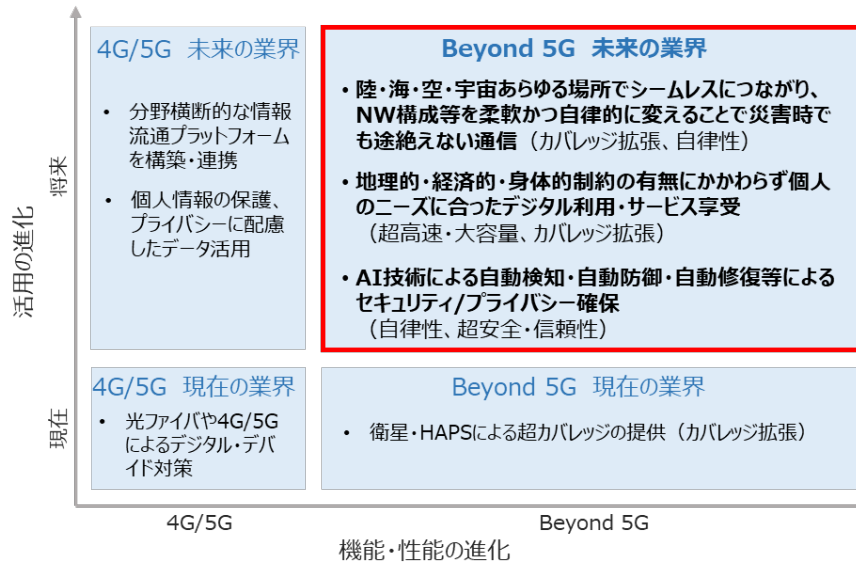 4G/5G 未来の業界
• 分野横断的な情報
流通プラットフォーム
を構築・連携
• 個人情報の保護、
プライバシーに配慮
したデータ活用
Beyond 5G 未来の業界
• 陸・海・空・宇宙あらゆる場所でシームレスにつながり、
NW構成等を柔軟かつ自律的に変えることで災害時で
も途絶えない通信（カバレッジ拡張、自律性）
• 地理的・経済的・身体的制約の有無にかかわらず個人
のニーズに合ったデジタル利用・サービス享受
（超高速・大容量、カバレッジ拡張）
• AI技術による自動検知・自動防御・自動修復等による
セキュリティ/プライバシー確保
（自律性、超安全・信頼性）
4G/5G 現在の業界
• 光ファイバや4G/5G
によるデジタル・デバ
イド対策
Beyond 5G 現在の業界
• 衛星・HAPSによる超カバレッジの提供（カバレッジ拡張）
活用の進化
将来
現在
4G/5G
Beyond 5G
機能・性能の進化